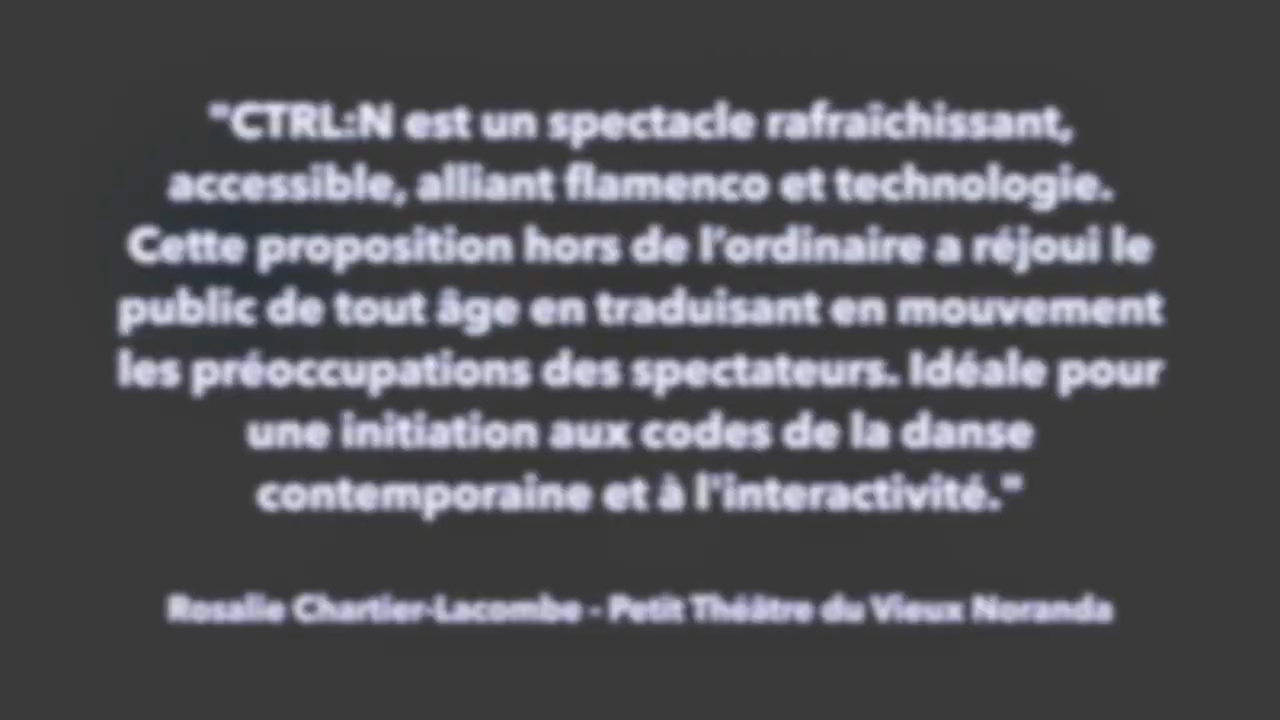 "CTRL:N est un spectacle rafraîchissant,
accessible, alliant flamenco et technologie.
Cette proposition hors de l'ordinaire a réjoui le
public de tout âge en traduisant en mouvement
les préoccupations des spectateurs. Idéale pour
une initiation aux codes de la danse
contemporaine et à l'interactivité."
Rosalie Chartier-Lacombe - Petit Théâtre du Vieux Noranda